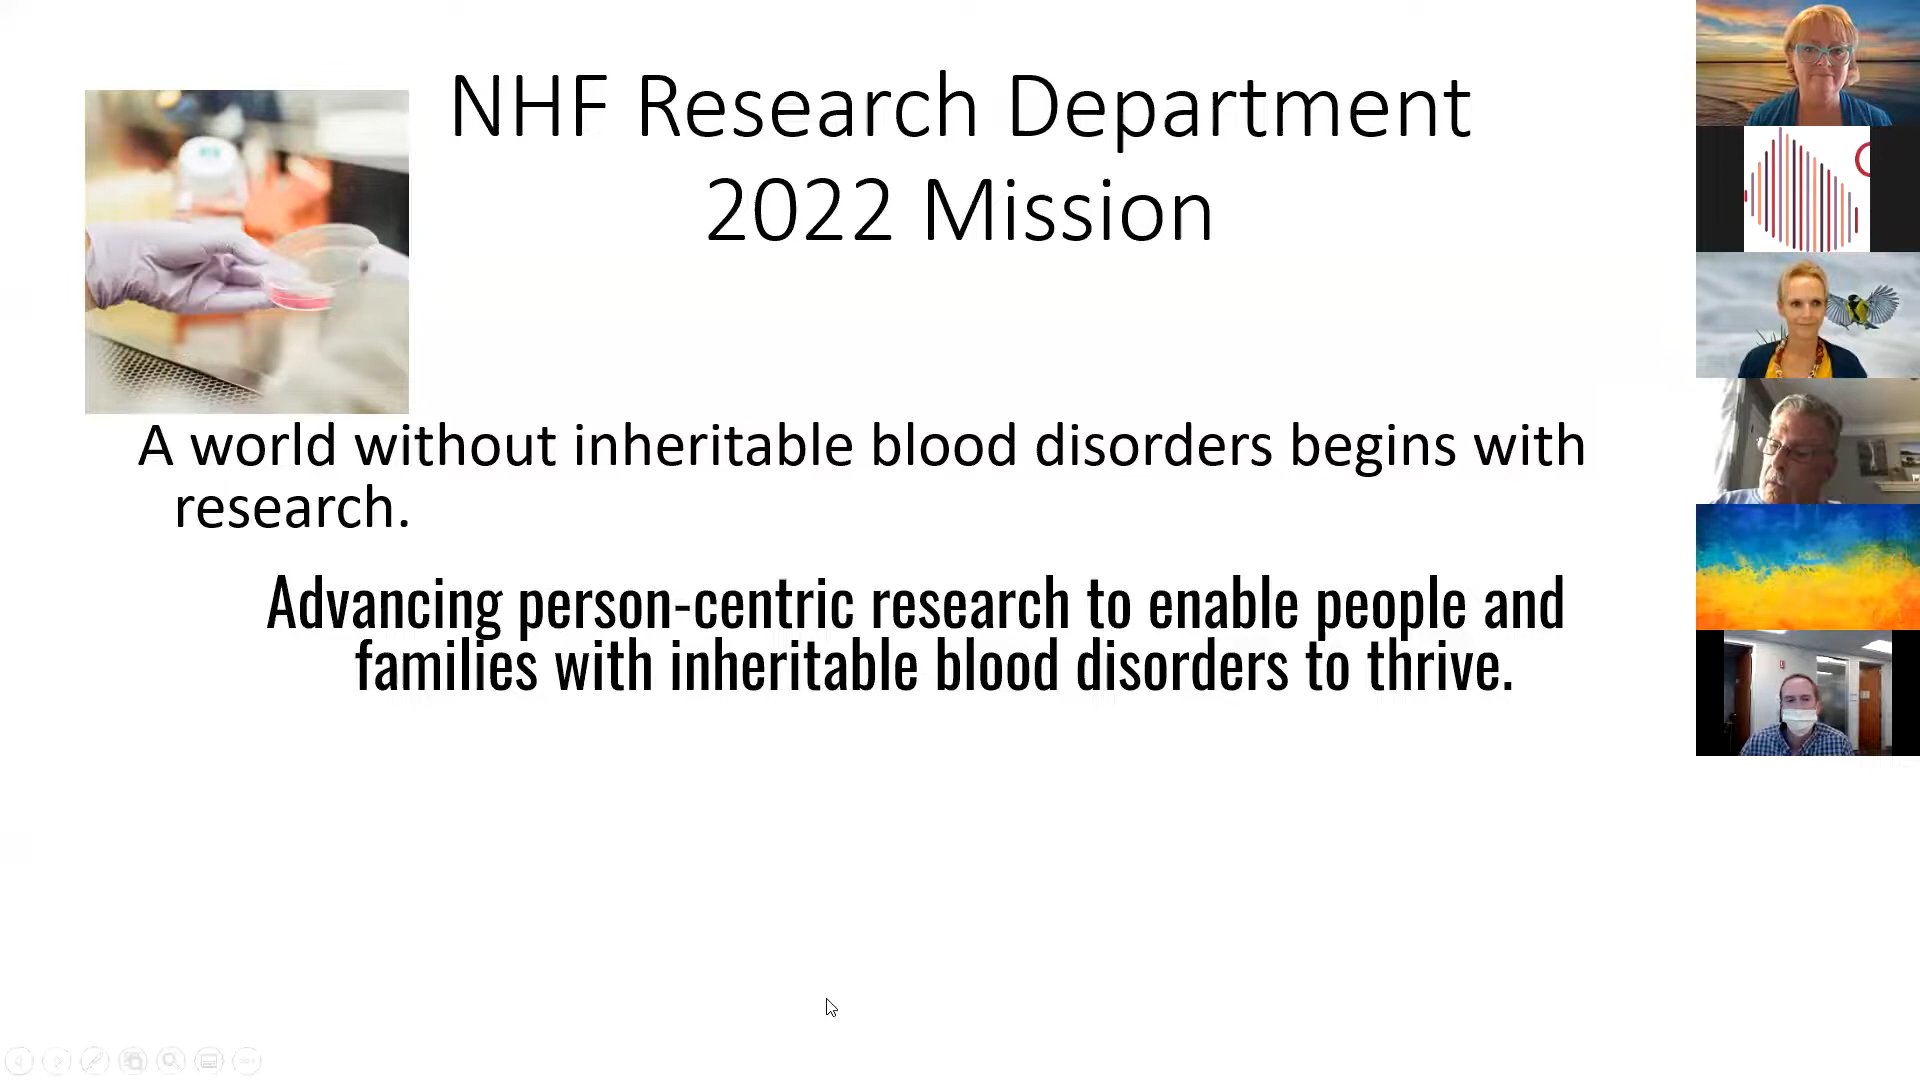 NHF Research Department
2022 Mission
A world without inheritable blood disorders begins with
research.
Advancing person-centric research to enable people and
families with inheritable blood disorders to thrive.